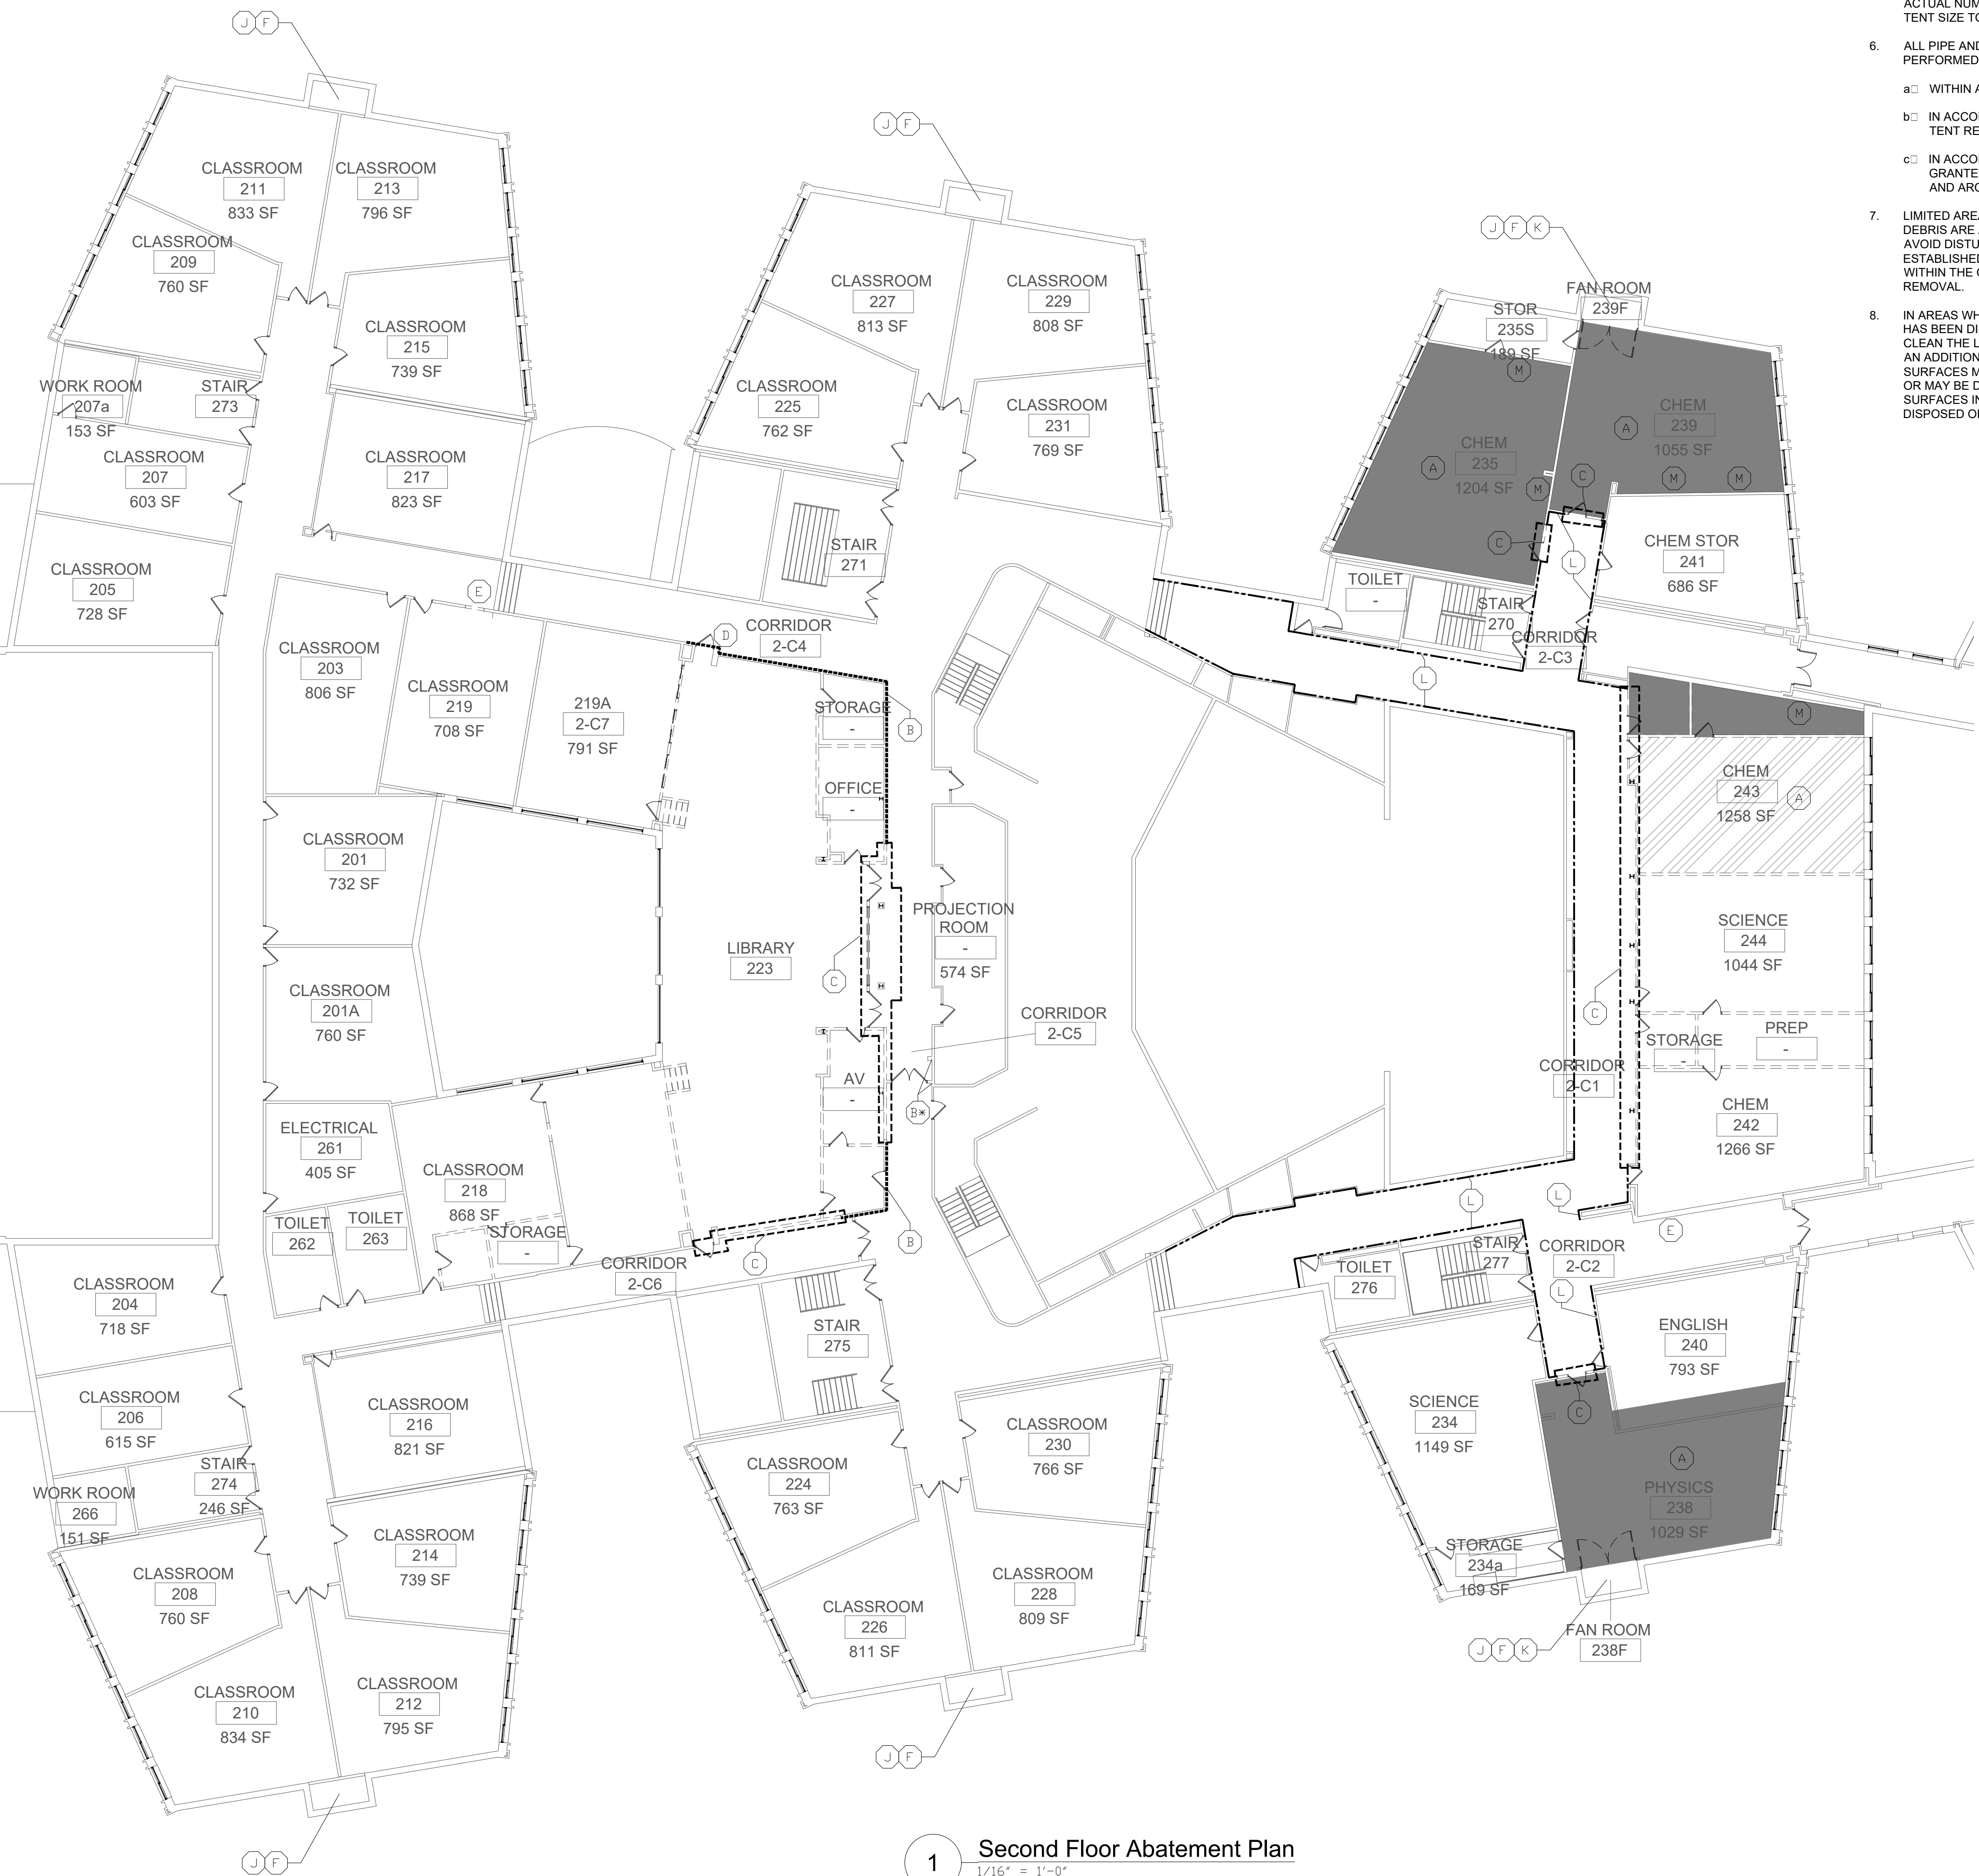 J F
CLASSROOM
211
833 SF
CLASSROOM
213
796 SF
CLASSROOM
209
760 SF
CLASSROOM
215
739 SF
WORK ROOM
207a
153 SF
STAIR
273
CLASSROOM
207
603 SF
CLASSROOM
217
823 SF
CLASSROOM
205
728 SF
E
J F
CLASSROOM
227
813 SF
CLASSROOM
229
808 SF
CLASSROOM
225
762 SF
CLASSROOM
231
769 SF
STAIR
271
J F K
FAN ROOM
239F
STOR
235S
189 SF
M
CHEM
239
1055 SF
A
CHEM
235
1204 SF
A
M
C
M
M
C
L
CHEM STOR
241
686 SF
TOILET
-
STAIR
270
CORRIDOR
2-C3
L
CLASSROOM
203
806 SF
CLASSROOM
219
708 SF
219A
2-C7
791 SF
D
CORRIDOR
2-C4
STORAGE
-
B
OFFICE
-
M
CHEM
243
1258 SF
A
CLASSROOM
201
732 SF
LIBRARY
223
C
PROJECTION
ROOM
-
574 SF
SCIENCE
244
1044 SF
CLASSROOM
201A
760 SF
CORRIDOR
2-C5
C
STORAGE
-
PREP
-
AV
-
B*
CORRIDOR
2-C1
CHEM
242
1266 SF
ELECTRICAL
261
405 SF
CLASSROOM
218
868 SF
TOILET
262
TOILET
263
STORAGE
-
B
C
CORRIDOR
2-C6
L
L
E
STAIR
277
CORRIDOR
2-C2
TOILET
276
L
CLASSROOM
204
718 SF
STAIR
275
ENGLISH
240
793 SF
CLASSROOM
206
615 SF
CLASSROOM
216
821 SF
SCIENCE
234
1149 SF
C
STAIR
274
246 SF
WORK ROOM
266
151 SF
CLASSROOM
224
763 SF
CLASSROOM
230
766 SF
A
PHYSICS
238
1029 SF
CLASSROOM
214
739 SF
CLASSROOM
208
760 SF
CLASSROOM
226
811 SF
CLASSROOM
228
809 SF
STORAGE
234a
169 SF
J F K
FAN ROOM
238F
CLASSROOM
210
834 SF
CLASSROOM
212
795 SF
J F
J F
1
Second Floor Abatement Plan
1/16" = 1'-0"
ACTUAL NUM
TENT SIZE TO
6. ALL PIPE AND
PERFORMED
a WITHIN A
b IN ACCO
TENT RE
c IN ACCO
GRANTE
AND ARC
7. LIMITED AREA
DEBRIS ARE
AVOID DISTU
ESTABLISHED
WITHIN THE
REMOVAL.
8. IN AREAS WH
HAS BEEN DI
CLEAN THE L
AN ADDITION
SURFACES M
OR MAY BE D
SURFACES IN
DISPOSED O